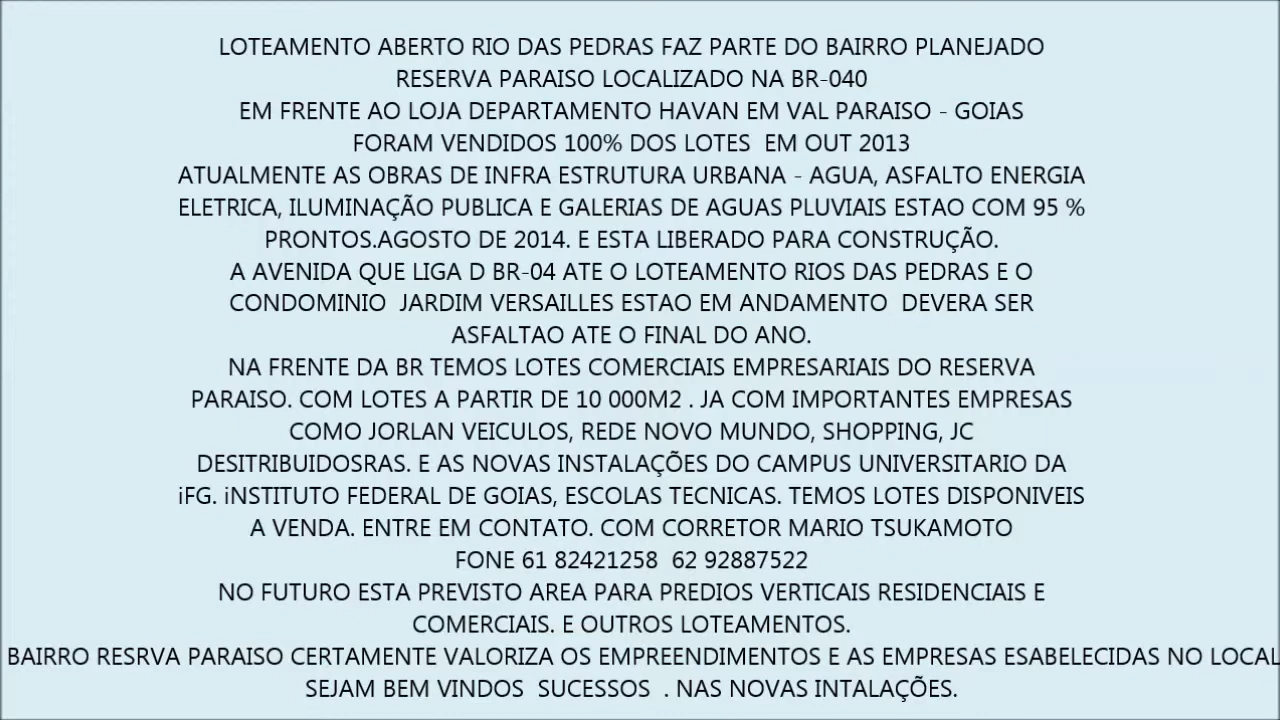 LOTEAMENTO ABERTO RIO DAS PEDRAS FAZ PARTE DO BAIRRO PLANEJADO
RESERVA PARAISO LOCALIZADO NA BR-040
EM FRENTE AO LOJA DEPARTAMENTO HAVAN EM VAL PARAISO - GOIAS
FORAM VENDIDOS 100% DOS LOTES  EM OUT 2013
ATUALMENTE AS OBRAS DE INFRA ESTRUTURA URBANA - AGUA, ASFALTO ENERGIA
ELETRICA, ILUMINAÇÃO PUBLICA E GALERIAS DE AGUAS PLUVIAIS ESTAO COM 95 %
PRONTOS.AGOSTO DE 2014. E ESTA LIBERADO PARA CONSTRUÇÃO.
A AVENIDA QUE LIGA D BR-04 ATE O LOTEAMENTO RIOS DAS PEDRAS E O
CONDOMINIO  JARDIM VERSAILLES ESTAO EM ANDAMENTO  DEVERA SER
ASFALTAO ATE O FINAL DO ANO.
NA FRENTE DA BR TEMOS LOTES COMERCIAIS EMPRESARIAIS DO RESERVA
PARAISO. COM LOTES A PARTIR DE 10 000M2 . JA COM IMPORTANTES EMPRESAS
COMO JORLAN VEICULOS, REDE NOVO MUNDO, SHOPPING, JC
DESITRIBUIDOSRAS. E AS NOVAS INSTALAÇÕES DO CAMPUS UNIVERSITARIO DA
iFG. iNSTITUTO FEDERAL DE GOIAS, ESCOLAS TECNICAS. TEMOS LOTES DISPONIVEIS
A VENDA. ENTRE EM CONTATO. COM CORRETOR MARIO TSUKAMOTO
FONE 61 82421258  62 92887522
NO FUTURO ESTA PREVISTO AREA PARA PREDIOS VERTICAIS RESIDENCIAIS E
COMERCIAIS. E OUTROS LOTEAMENTOS.
BAIRRO RESRVA PARAISO CERTAMENTE VALORIZA OS EMPREENDIMENTOS E AS EMPRESAS ESABELECIDAS NO LOCAL
SEJAM BEM VINDOS  SUCESSOS  . NAS NOVAS INTALAÇÕES.